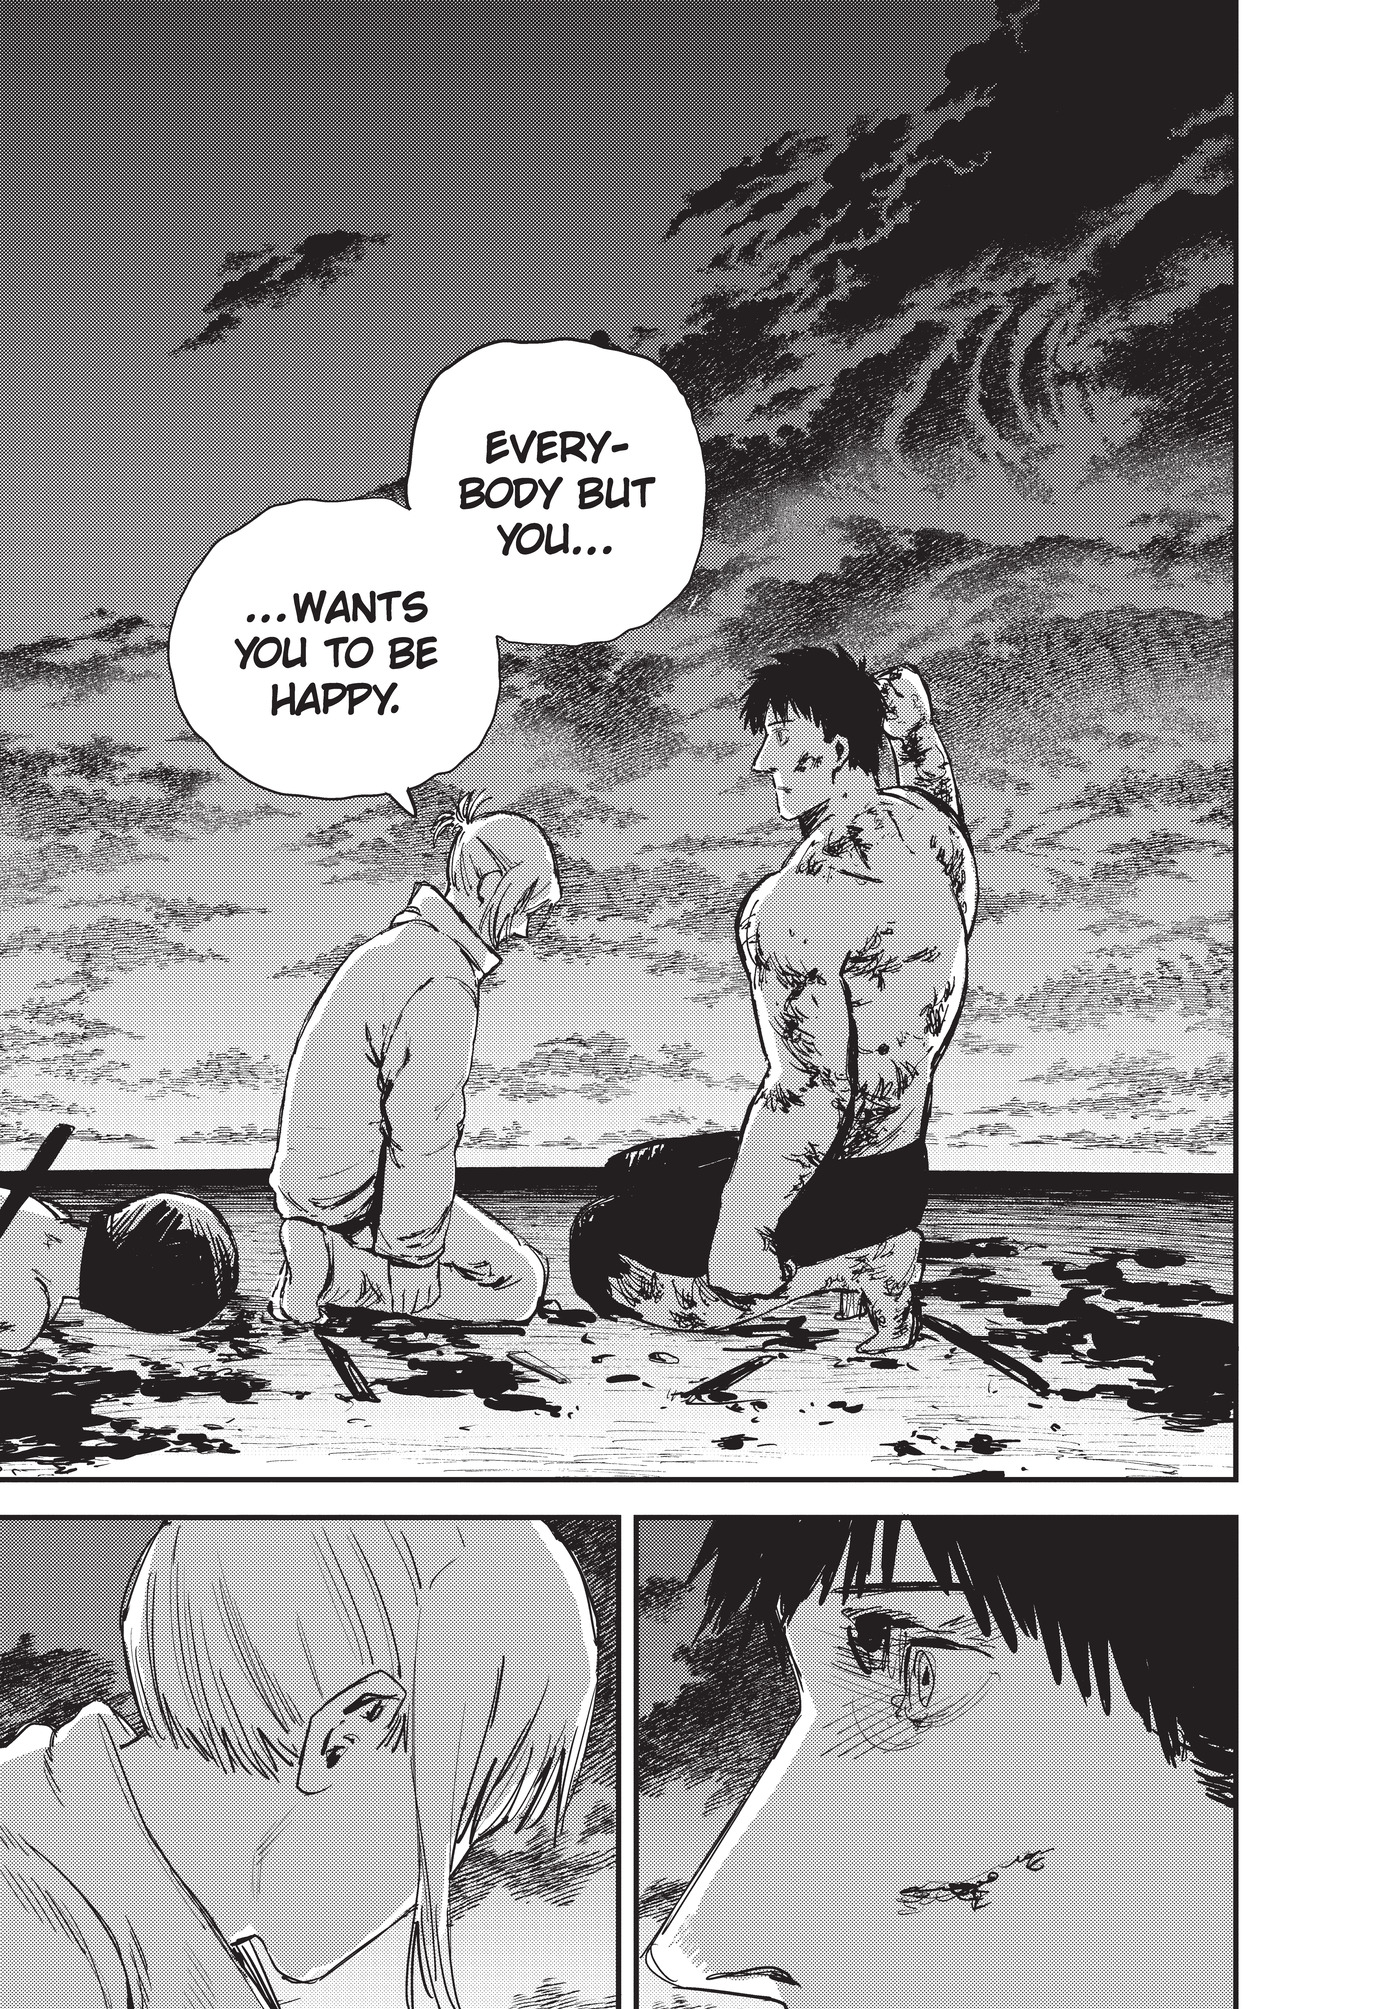 EVERY-
BODY BUT
YOU...
...WANTS
YOU TO BE
HAPPY.